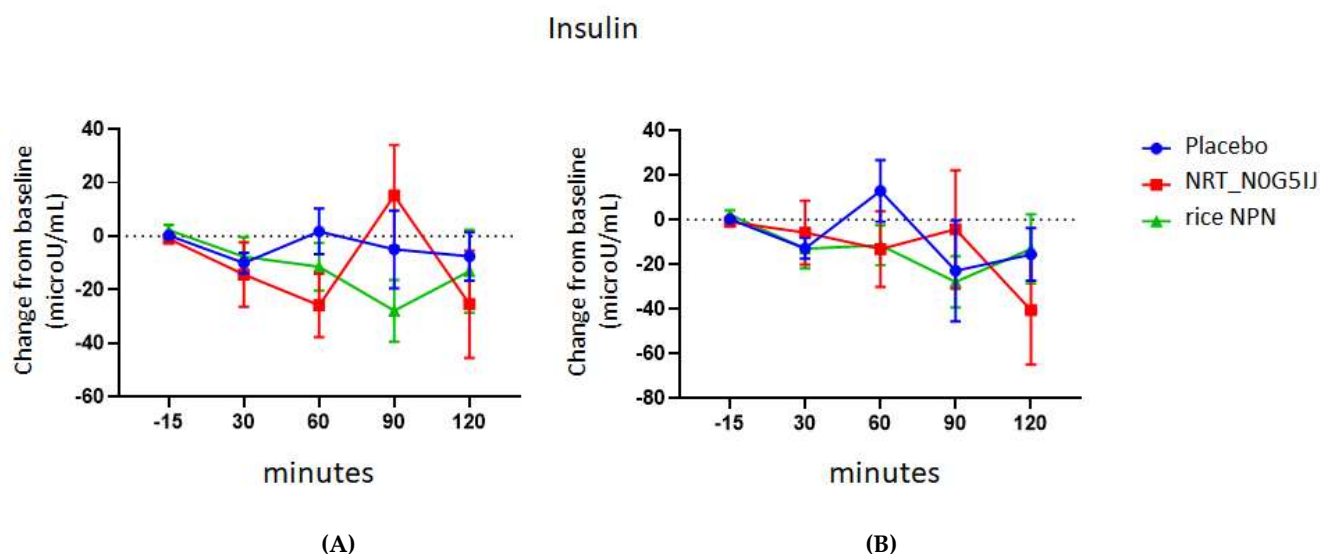 Insulin
Change from baseline
(microU/mL)
40
20
0
-20
-40
-60
-15 30 60 90 120
minutes
(A)
Change from baseline
(microU/mL)
40
20
0
-20
-40
-60
-80
-15 30 60 90 120
minutes
(B)
Placebo
NRT_N0G5IJ
rice NPN